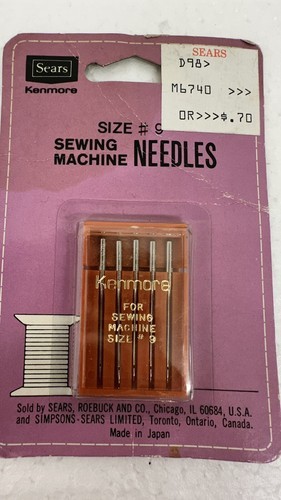 Sears
Kenmore
SEARS
D98>
M6740 >>>
OR>>>$.70
SIZE # 9
SEWING
MACHINE NEEDLES
Kenmore
FOR
SEWING
MACHINE
SIZE # 9
Sold by SEARS, ROEBUCK AND CO., Chicago, IL 60684, U.S.A.
and SIMPSONS-SEARS LIMITED, Toronto, Ontario, Canada.
Made in Japan